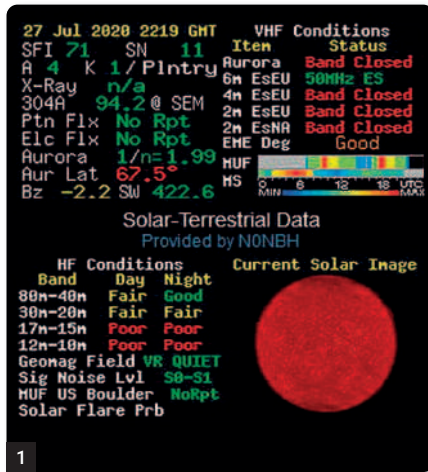 27 Jul 2020 2219 GMT
SFI 71 SN 11
A 4 K 1/Plntry
X-Ray n/a
304A 94.2@ SEM
Ptn Flx No Rpt
Elc Flx No Rpt
Aurora 1/n=1.99
Aur Lat 67.5°
Bz -2.2 SW 422.6
VHF Conditions
Item Status
Aurora Band Closed
6m EsEU 50MHz ES
4m EsEU Band Closed
2m EsEU Band Closed
2m EsNA Band Closed
EME Deg Good
MUF
MS 0 6 12 18 UTC
MIN MAX
Solar-Terrestrial Data
Provided by N0NBH
HF Conditions
Band Day Night
80m-40m Fair Good
30m-20m Fair Fair
17m-15m Poor Poor
12m-10m Poor Poor
Geomag Field VR QUIET
Sig Noise Lvl S0-S1
MUF US Boulder NoRpt
Solar Flare Prb
Current Solar Image
1